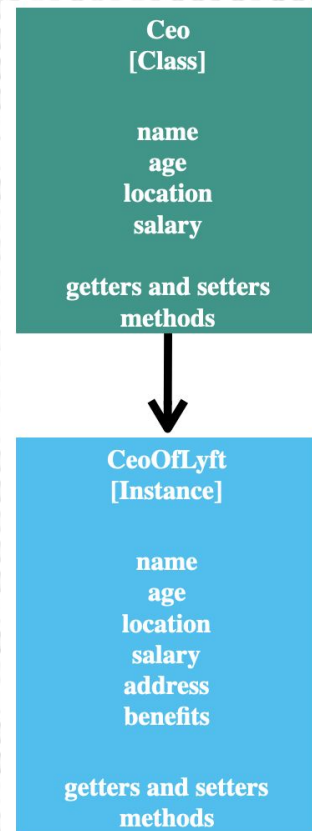 Ceo
[Class]
name
age
location
salary
getters and setters
methods
CeoOfLyft
[Instance]
name
age
location
salary
address
benefits
getters and setters
methods